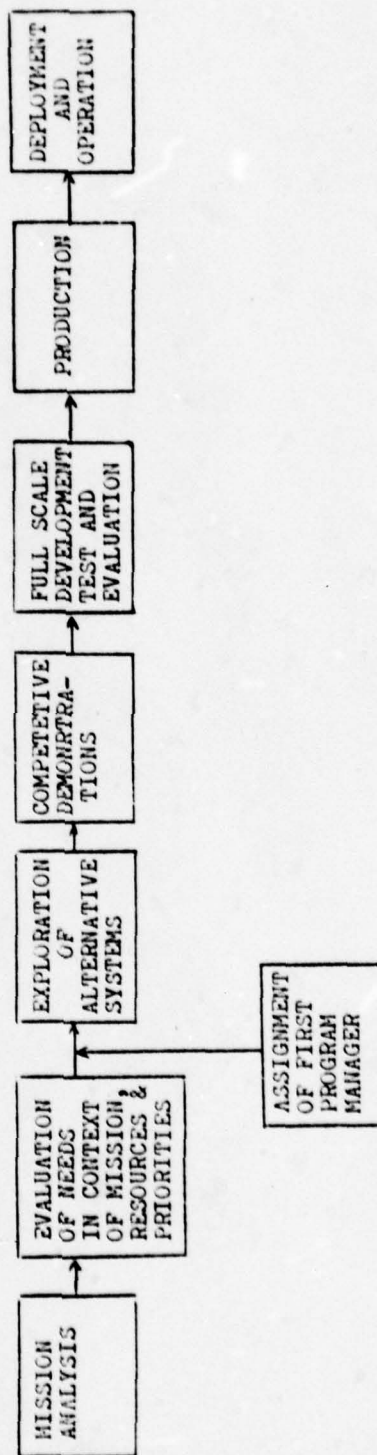 MISSION
ANALYSIS
EVALUATION
OF NEEDS
IN CONTEXT
OF MISSION,
RESOURCES &
PRIORITIES
ASSIGNMENT
OF FIRST
PROGRAM
MANAGER
EXPLORATION
OF
ALTERNATIVE
SYSTEMS
COMPETETIVE
DEMONRTRA-
TIONS
FULL SCALE
DEVELOPMENT
TEST AND
EVALUATION
PRODUCTION
DEPLOYMENT
AND
OPERATION